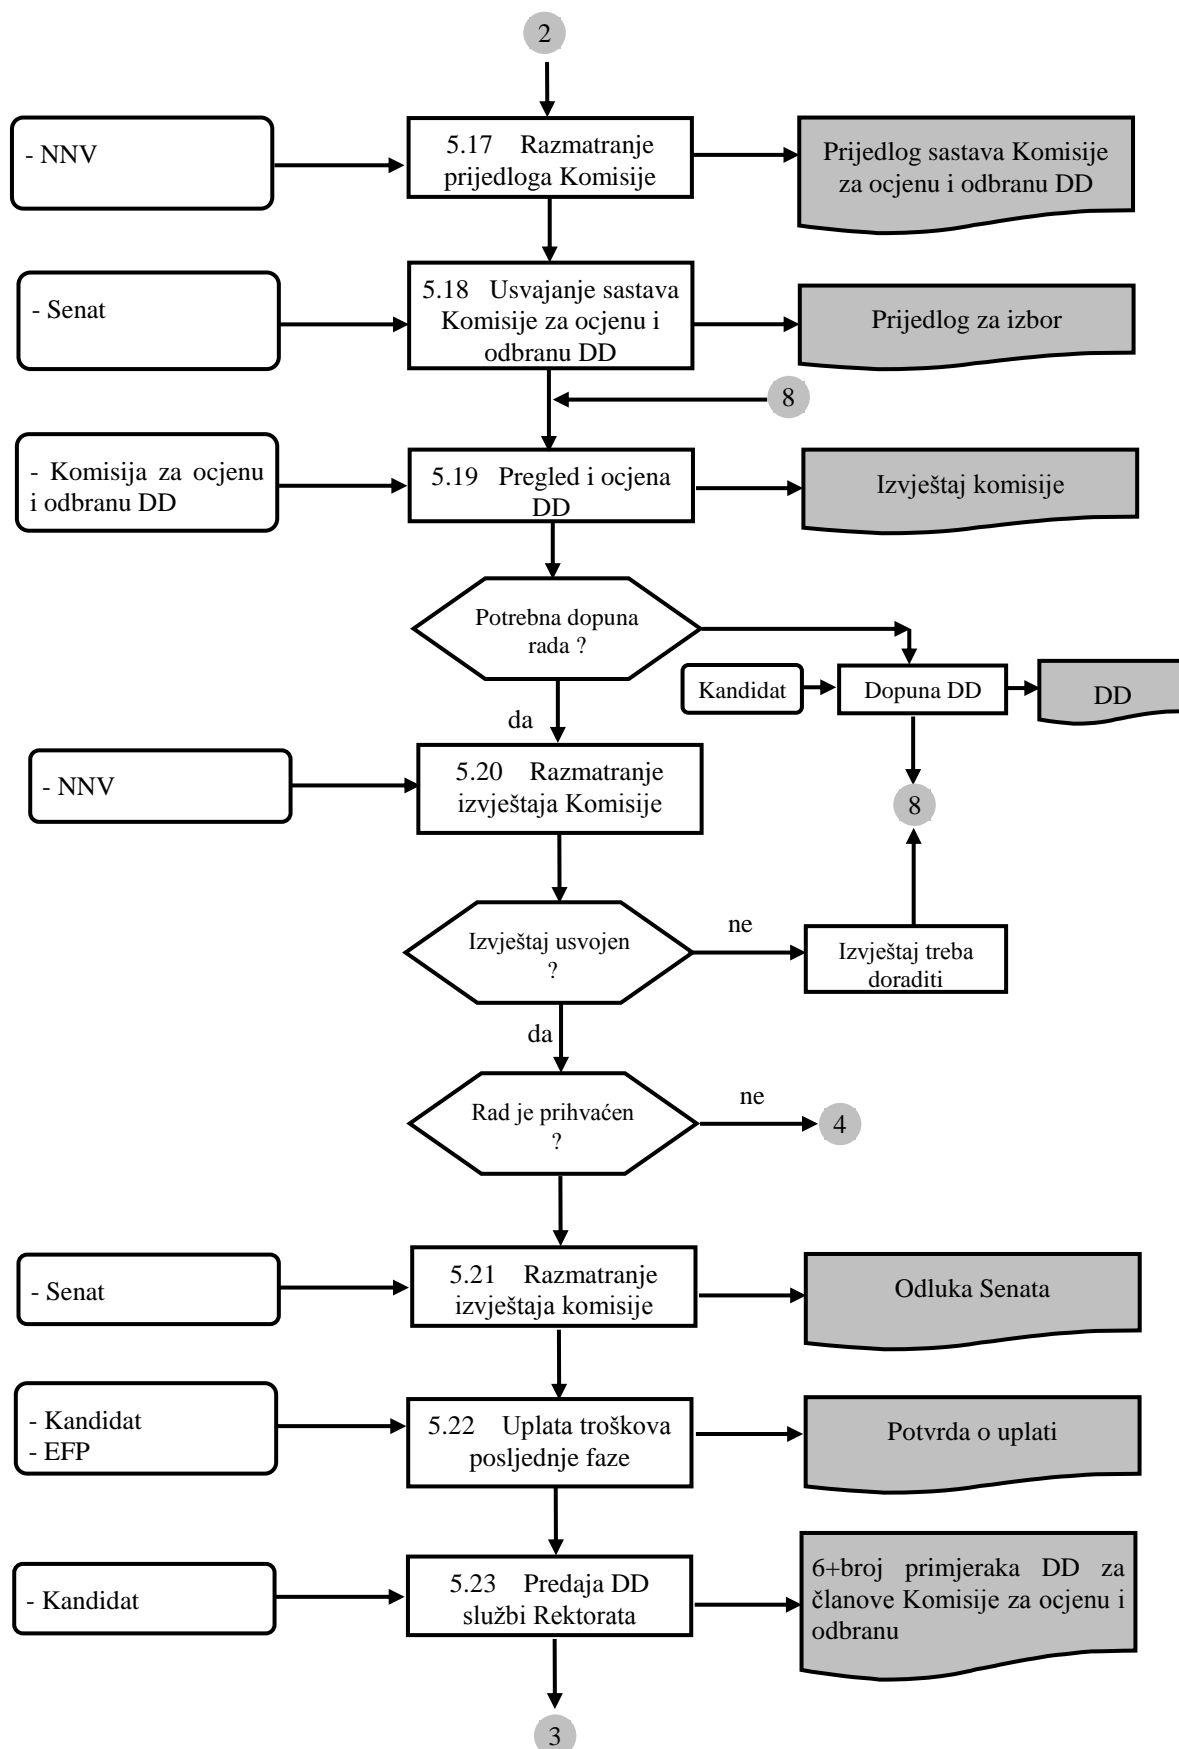 2
- NNV
5.17 Razmatranje
prijedloga Komisije
Prijedlog sastava Komisije
za ocjenu i odbranu DD
- Senat
5.18 Usvajanje sastava
Komisije za ocjenu i
odbranu DD
Prijedlog za izbor
8
- Komisija za ocjenu
i odbranu DD
5.19 Pregled i ocjena
DD
Izvještaj komisije
Potrebna dopuna
rada ?
Kandidat
Dopuna DD
DD
da
- NNV
5.20 Razmatranje
izvještaja Komisije
8
Izvještaj usvojen
?
ne
Izvještaj treba
doraditi
da
Rad je prihvaćen
?
ne
4
- Senat
5.21 Razmatranje
izvještaja komisije
Odluka Senata
- Kandidat
- EFP
5.22 Uplata troškova
posljednje faze
Potvrda o uplati
- Kandidat
5.23 Predaja DD
službi Rektorata
6+broj primjeraka DD za
članove Komisije za ocjenu i
odbranu
3